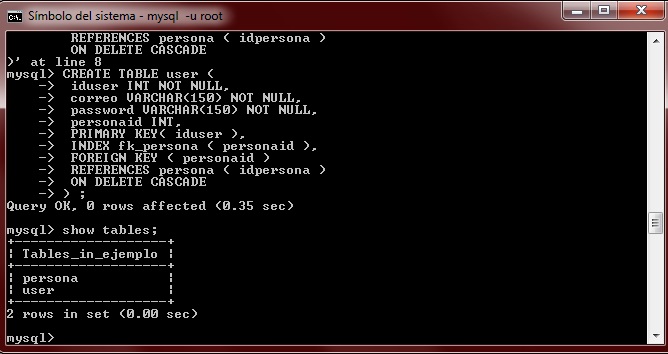 Símbolo del sistema - mysql -u root
REFERENCES persona ( idpersona )
ON DELETE CASCADE
)' at line 8
mysql> CREATE TABLE user (
-> iduser INT NOT NULL,
-> correo VARCHAR(150) NOT NULL,
-> password VARCHAR(150) NOT NULL,
-> personaid INT,
-> PRIMARY KEY( iduser ),
-> INDEX fk_persona ( personaid ),
-> FOREIGN KEY ( personaid )
-> REFERENCES persona ( idpersona )
-> ON DELETE CASCADE
-> ) ;
Query OK, 0 rows affected (0.35 sec)
mysql> show tables;
+-------------------+
| Tables_in_ejemplo |
+-------------------+
| persona           |
| user              |
+-------------------+
2 rows in set (0.00 sec)
mysql>